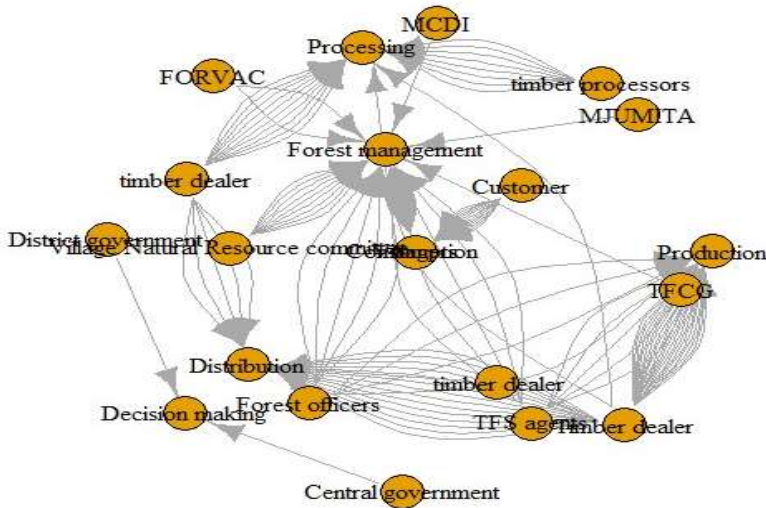 MCDI
Processing
FORVAC
timber processors
MJUMITA
Forest management
timber dealer
Customer
District government
Village Natural Resource committee
Production
TFCG
Distribution
timber dealer
Forest officers
Decision making
TFS agents
Timber dealer
Central government